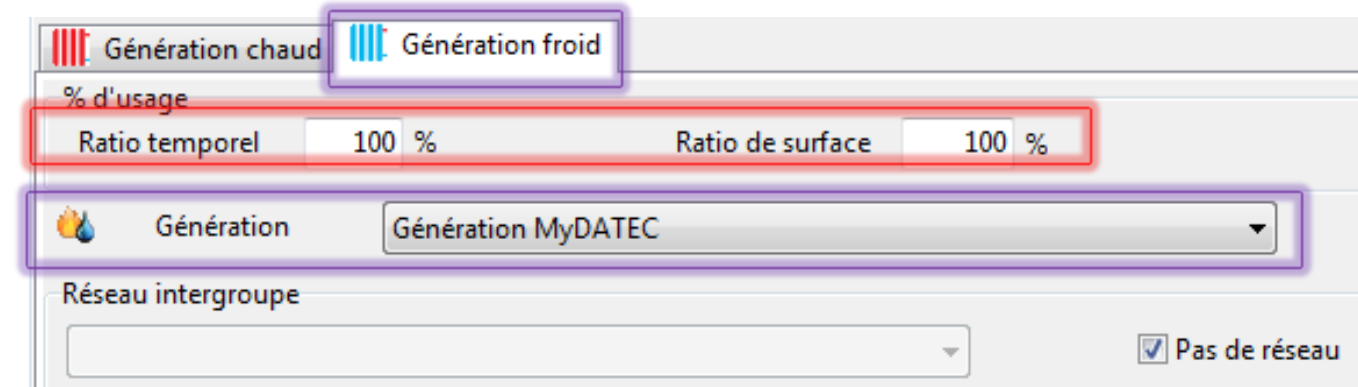 Génération chaud Génération froid
% d'usage
Ratio temporel 100 % Ratio de surface 100 %
Génération Génération MyDATEC
Réseau intergroupe
Pas de réseau